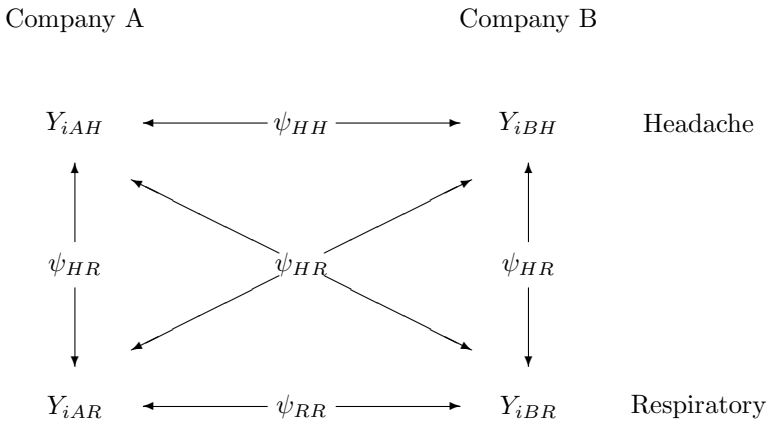 Company A Company B
Y_{iAH} ψ_{HH} Y_{iBH} Headache
ψ_{HR} ψ_{HR} ψ_{HR}
Y_{iAR} ψ_{RR} Y_{iBR} Respiratory